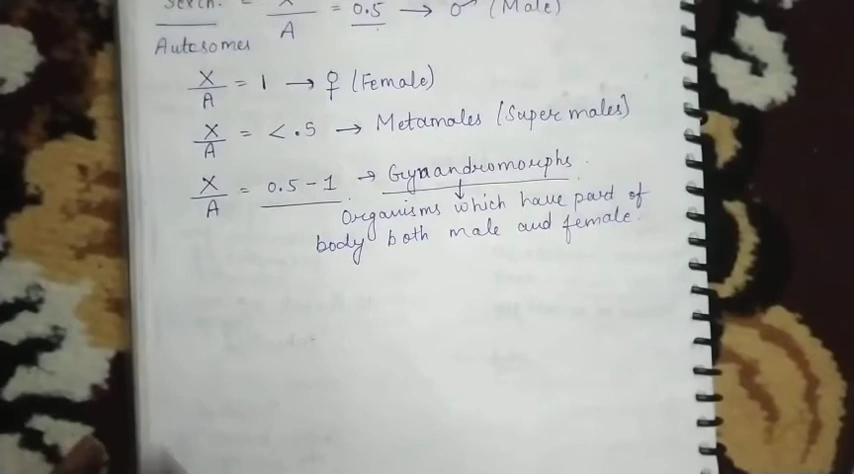 Sexch. = X/A = 0.5 → ♂ (Male)
Autosomes
X/A = 1 → ♀ (Female)
X/A = <.5 → Metamales [Super males]
X/A = 0.5-1 → Gynandromorphs.
↓
Organisms which have part of
body both male and female.